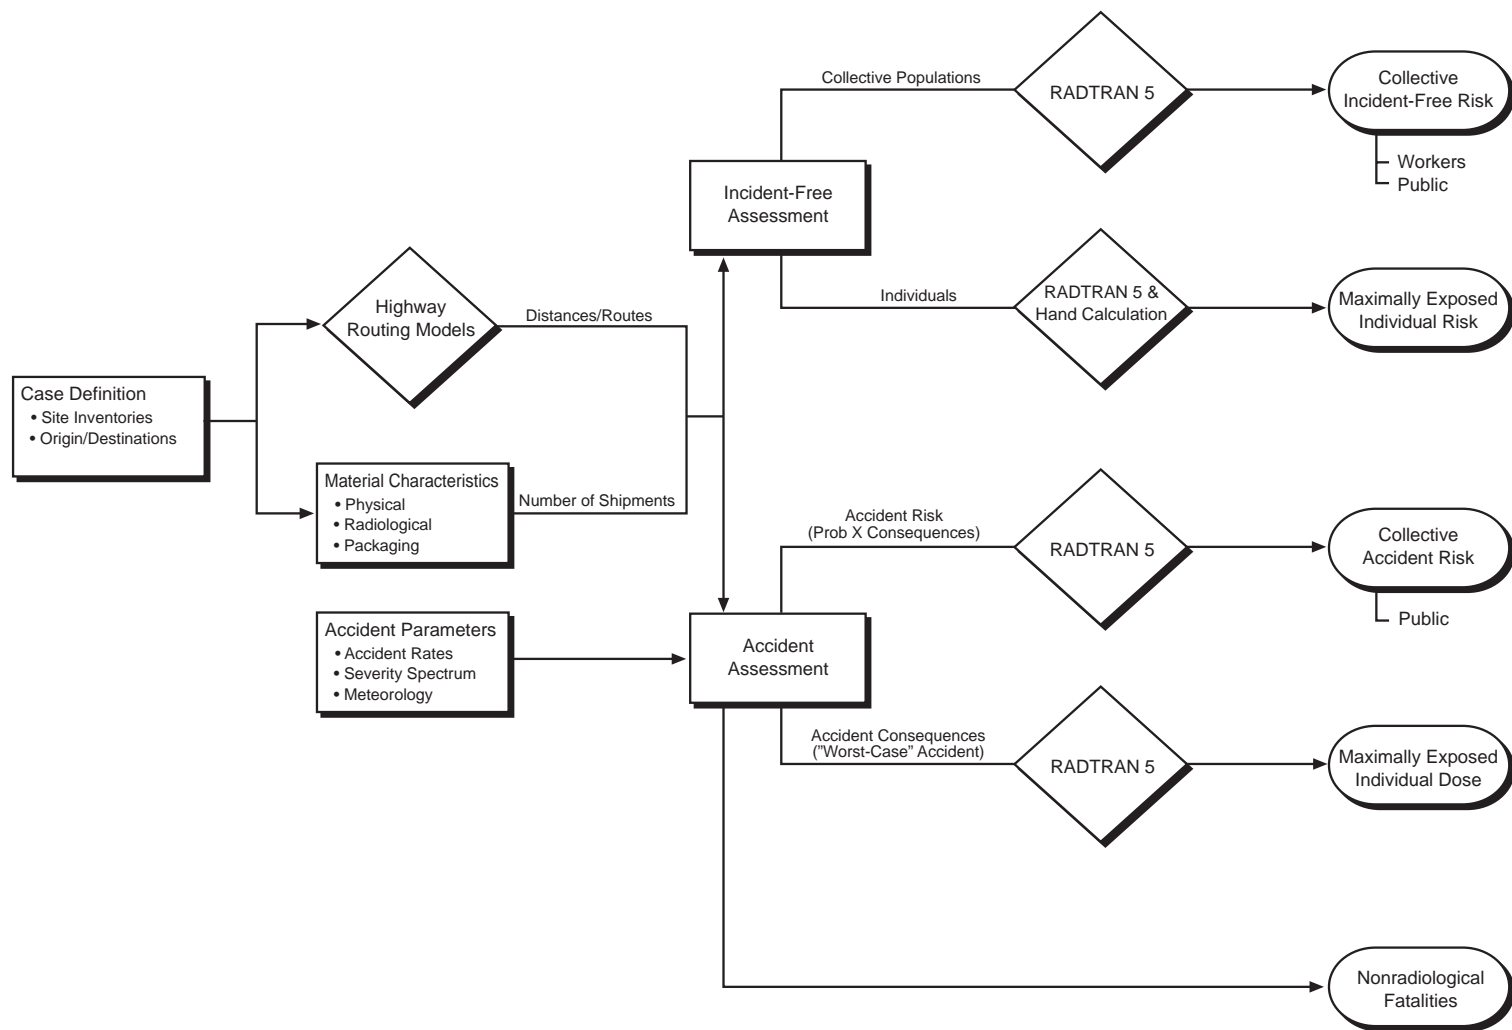 Case Definition
• Site Inventories
• Origin/Destinations
Highway
Routing Models
Distances/Routes
Material Characteristics
• Physical
• Radiological
• Packaging
Number of Shipments
Accident Parameters
• Accident Rates
• Severity Spectrum
• Meteorology
Incident-Free
Assessment
Collective Populations
RADTRAN 5
Collective
Incident-Free Risk
Workers
Public
Individuals
RADTRAN 5 &
Hand Calculation
Maximally Exposed
Individual Risk
Accident
Assessment
Accident Risk
(Prob X Consequences)
RADTRAN 5
Collective
Accident Risk
Public
Accident Consequences
("Worst-Case" Accident)
RADTRAN 5
Maximally Exposed
Individual Dose
Nonradiological
Fatalities